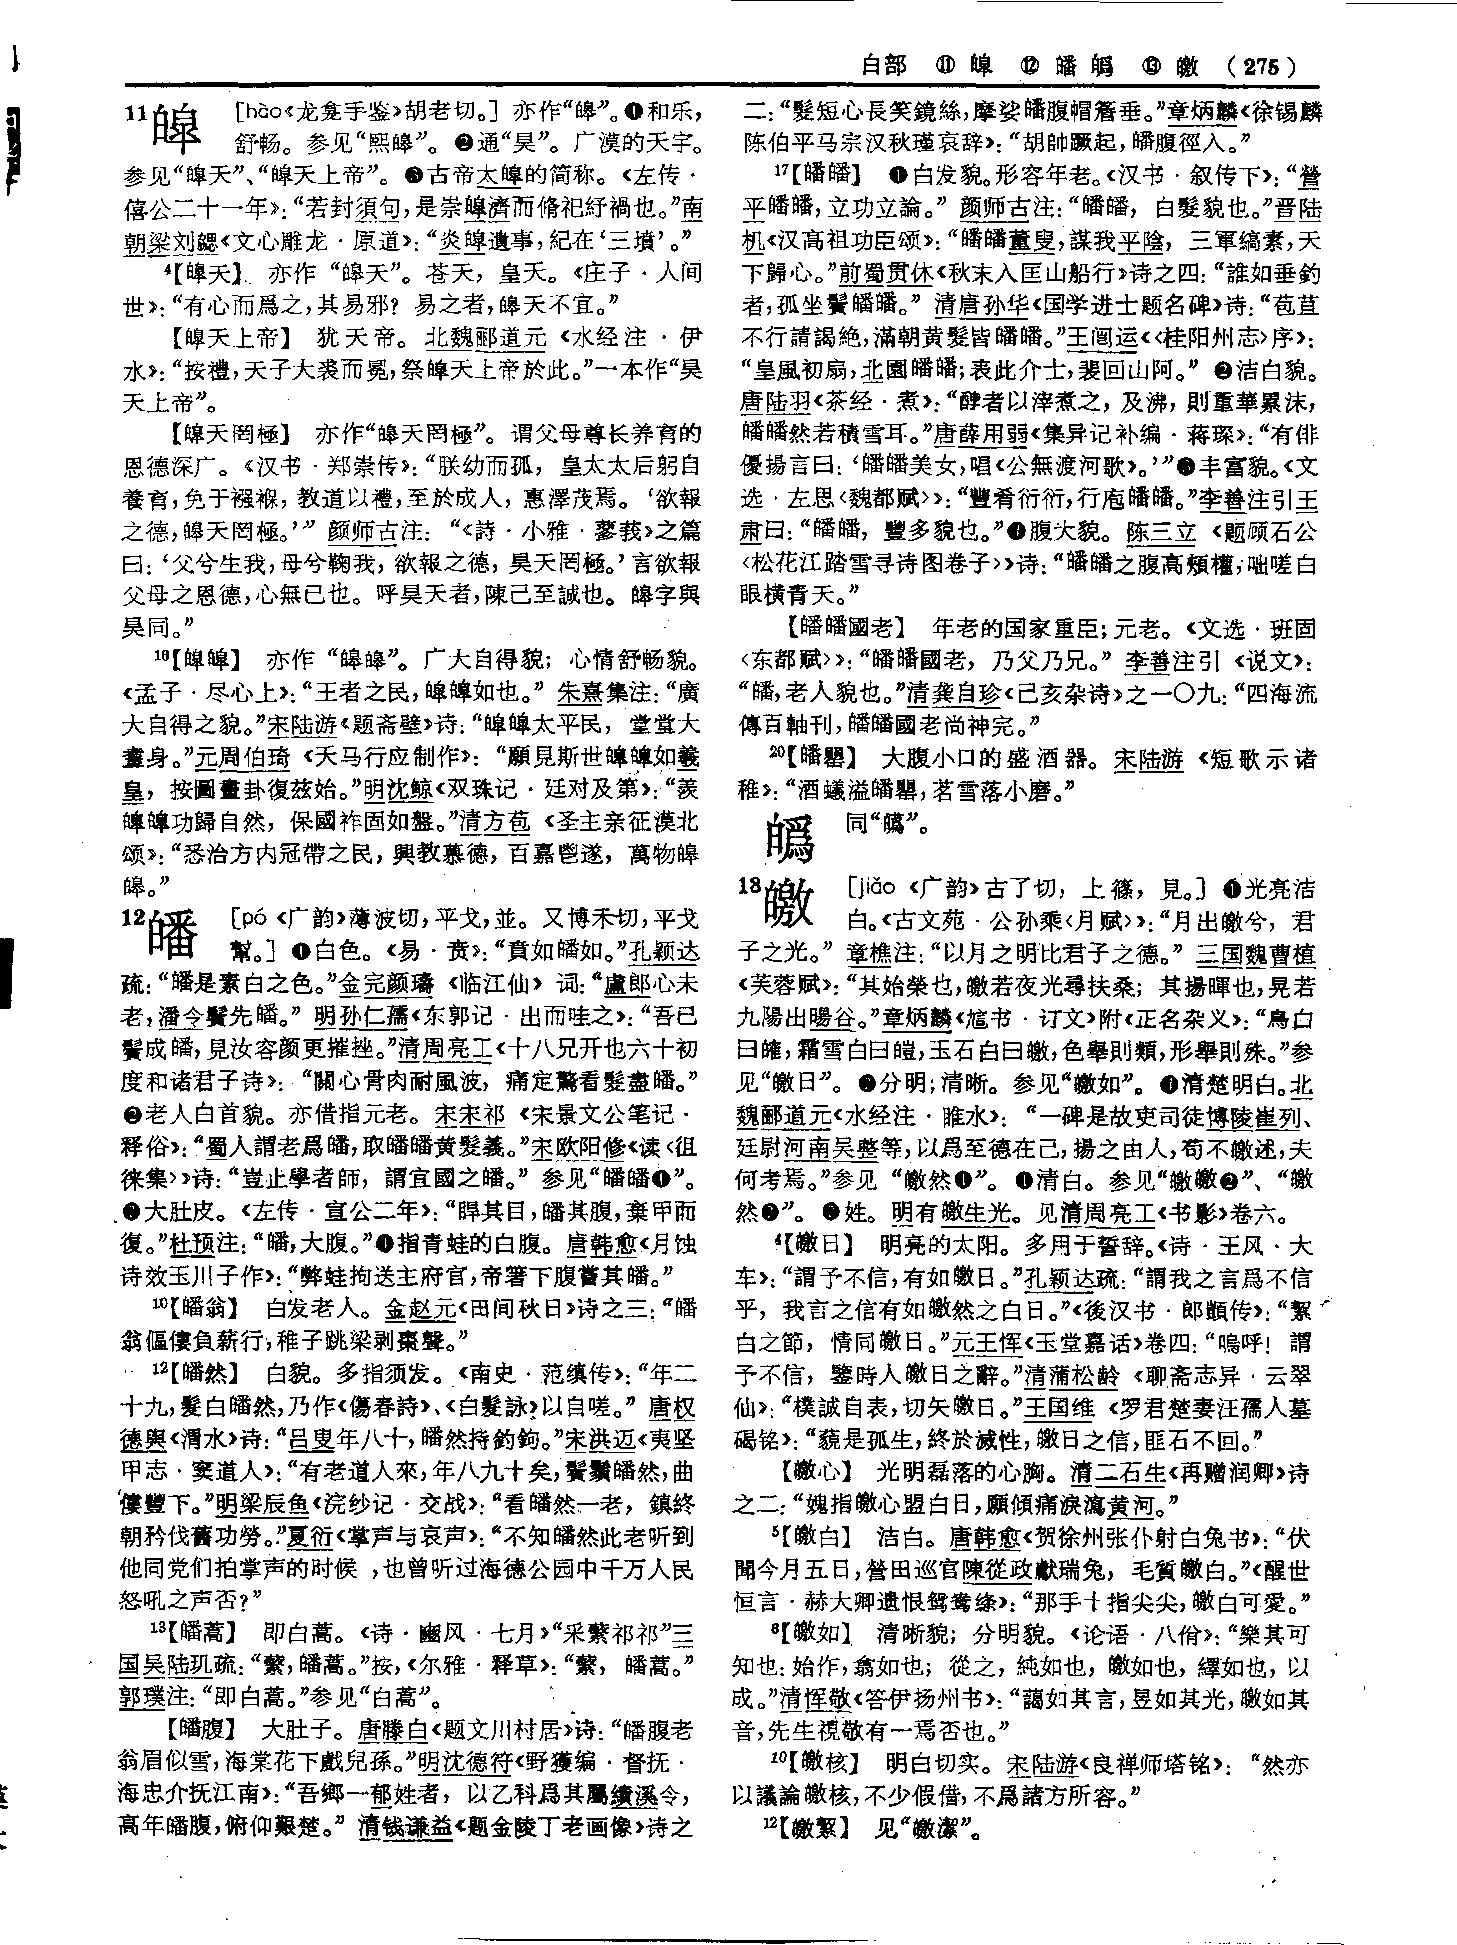 白部 ⑪皞 ⑫皤皭 ⑬皦 (275)
11皞 [hào《龙龛手鉴》胡老切。] 亦作“皡”。❶和乐，
舒畅。参见“熙皞”。❷通“昊”。广漠的天宇。
参见“皞天”、“皞天上帝”。❸古帝太皞的简称。《左传·
僖公二十一年》：“若封須句，是崇皞濟而脩祀紓禍也。”南
朝梁刘勰《文心雕龙·原道》：“炎皞遺事，紀在‘三墳’。”
4【皞天】 亦作“皡天”。苍天，皇天。《庄子·人间
世》：“有心而爲之，其易邪？易之者，皞天不宜。”
【皞天上帝】 犹天帝。北魏郦道元《水经注·伊
水》：“按禮，天子大裘而冕，祭皞天上帝於此。”一本作“昊
天上帝”。
【皞天罔極】 亦作“皡天罔極”。谓父母尊长养育的
恩德深广。《汉书·郑崇传》：“朕幼而孤，皇太太后躬自
養育，免于襁褓，教道以禮，至於成人，惠澤茂焉。‘欲報
之德，皞天罔極。’”颜师古注：“《詩·小雅·蓼莪》之篇
曰：‘父兮生我，母兮鞠我，欲報之德，昊天罔極。’言欲報
父母之恩德，心無已也。呼昊天者，陳己至誠也。皞字與
昊同。”
10【皞皞】 亦作“皡皡”。广大自得貌；心情舒畅貌。
《孟子·尽心上》：“王者之民，皞皞如也。”朱熹集注：“廣
大自得之貌。”宋陆游《题斋壁》诗：“皞皞太平民，堂堂大
耋身。”元周伯琦《天马行应制作》：“願見斯世皞皞如羲
皇，按圖畫卦復兹始。”明沈鲸《双珠记·廷对及第》：“羨
皞皞功歸自然，保國祚固如盤。”清方苞《圣主亲征漠北
颂》：“悉治方内冠帶之民，興教慕德，百嘉鬯遂，萬物皞
皞。”
12皤 [pó《广韵》薄波切，平戈，並。又博禾切，平戈
幫。] ❶白色。《易·贲》：“賁如皤如。”孔颖达
疏：“皤是素白之色。”金完颜璹《临江仙》词：“盧郎心未
老，潘令鬢先皤。”明孙仁孺《东郭记·出而哇之》：“吾已
鬢成皤，見汝容颜更摧挫。”清周亮工《十八兄开也六十初
度和诸君子诗》：“關心骨肉耐風波，痛定驚看髮盡皤。”
❷老人白首貌。亦借指元老。宋宋祁《宋景文公笔记·
释俗》：“蜀人謂老爲皤，取皤皤黄髮義。”宋欧阳修《读〈徂
徕集〉》诗：“豈止學者師，謂宜國之皤。”参见“皤皤❶”。
❸大肚皮。《左传·宣公二年》：“睅其目，皤其腹，棄甲而
復。”杜预注：“皤，大腹。”❹指青蛙的白腹。唐韩愈《月蚀
诗效玉川子作》：“弊蛙拘送主府官，帝箸下腹嘗其皤。”
10【皤翁】 白发老人。金赵元《田间秋日》诗之三：“皤
翁傴僂負薪行，稚子跳梁剥棗聲。”
12【皤然】 白貌。多指须发。《南史·范缜传》：“年二
十九，髮白皤然，乃作《傷春詩》、《白髮詠》以自嗟。”唐权
德舆《渭水》诗：“吕叟年八十，皤然持釣鉤。”宋洪迈《夷坚
甲志·窦道人》：“有老道人來，年八九十矣，鬢鬚皤然，曲
僂豐下。”明梁辰鱼《浣纱记·交战》：“看皤然一老，鎮終
朝矜伐舊功勞。”夏衍《掌声与哀声》：“不知皤然此老听到
他同党们拍掌声的时候，也曾听过海德公园中千万人民
怒吼之声否？”
13【皤蒿】 即白蒿。《诗·豳风·七月》“采蘩祁祁”三
国吴陆玑疏：“蘩，皤蒿。”按，《尔雅·释草》：“蘩，皤蒿。”
郭璞注：“即白蒿。”参见“白蒿”。
【皤腹】 大肚子。唐滕白《题文川村居》诗：“皤腹老
翁眉似雪，海棠花下戲兒孫。”明沈德符《野獲编·督抚·
海忠介抚江南》：“吾鄉一郁姓者，以乙科爲其屬績溪令，
高年皤腹，俯仰艱楚。”清钱谦益《题金陵丁老画像》诗之
二：“髮短心長笑鏡絲，摩挲皤腹帽簷垂。”章炳麟《徐锡麟
陈伯平马宗汉秋瑾哀辞》：“胡帥蹶起，皤腹徑入。”
17【皤皤】 ❶白发貌。形容年老。《汉书·叙传下》：“營
平皤皤，立功立論。”颜师古注：“皤皤，白髮貌也。”晋陆
机《汉高祖功臣颂》：“皤皤董叟，謀我平陰，三軍縞素，天
下歸心。”前蜀贯休《秋末入匡山船行》诗之四：“誰如垂釣
者，孤坐鬢皤皤。”清唐孙华《国学进士题名碑》诗：“苞苴
不行請謁絶，滿朝黄髮皆皤皤。”王闿运《〈桂阳州志〉序》：
“皇風初扇，北園皤皤；表此介士，裴回山阿。”❷洁白貌。
唐陆羽《茶经·煮》：“餑者以滓煮之，及沸，則重華累沫，
皤皤然若積雪耳。”唐薛用弱《集异记补编·蒋琛》：“有俳
優揚言曰：‘皤皤美女，唱《公無渡河歌》。’”❸丰富貌。《文
选·左思〈魏都赋〉》：“豐肴衍衍，行庖皤皤。”李善注引王
肃曰：“皤皤，豐多貌也。”❹腹大貌。陈三立《题顾石公
〈松花江踏雪寻诗图卷子〉》诗：“皤皤之腹高頰權，咄嗟白
眼横青天。”
【皤皤國老】 年老的国家重臣；元老。《文选·班固
〈东都赋〉》：“皤皤國老，乃父乃兄。”李善注引《说文》：
“皤，老人貌也。”清龚自珍《己亥杂诗》之一〇九：“四海流
傳百軸刊，皤皤國老尚神完。”
20【皤罌】 大腹小口的盛酒器。宋陆游《短歌示诸
稚》：“酒蟻溢皤罌，茗雪落小磨。”
同“”。
13皦 [jiǎo《广韵》古了切，上篠，見。] ❶光亮洁
白。《古文苑·公孙乘〈月赋〉》：“月出皦兮，君
子之光。”章樵注：“以月之明比君子之德。”三国魏曹植
《芙蓉赋》：“其始榮也，皦若夜光尋扶桑；其揚暉也，晃若
九陽出暘谷。”章炳麟《訄书·订文》附《正名杂义》：“鳥白
曰皠，霜雪白曰皚，玉石白曰皦，色舉則類，形舉則殊。”参
见“皦日”。❷分明；清晰。参见“皦如”。❸清楚明白。北
魏郦道元《水经注·睢水》：“一碑是故吏司徒博陵崔列、
廷尉河南吴整等，以爲至德在己，揚之由人，苟不皦述，夫
何考焉。”参见“皦然❶”。❹清白。参见“皦皦❷”、“皦
然❷”。❺姓。明有皦生光。见清周亮工《书影》卷六。
4【皦日】 明亮的太阳。多用于誓辞。《诗·王风·大
车》：“謂予不信，有如皦日。”孔颖达疏：“謂我之言爲不信
乎，我言之信有如皦然之白日。”《後汉书·郎顗传》：“絜
白之節，情同皦日。”元王恽《玉堂嘉话》卷四：“嗚呼！謂
予不信，鑒時人皦日之辭。”清蒲松龄《聊斋志异·云翠
仙》：“樸誠自表，切矢皦日。”王国维《罗君楚妻汪孺人墓
碣铭》：“藐是孤生，終於滅性，皦日之信，匪石不回。”
【皦心】 光明磊落的心胸。清二石生《再赠润卿》诗
之二：“媿指皦心盟白日，願傾痛淚瀉黄河。”
5【皦白】 洁白。唐韩愈《贺徐州张仆射白兔书》：“伏
聞今月五日，營田巡官陳從政獻瑞兔，毛質皦白。”《醒世
恒言·赫大卿遗恨鸳鸯绦》：“那手十指尖尖，皦白可愛。”
6【皦如】 清晰貌；分明貌。《论语·八佾》：“樂其可
知也：始作，翕如也；從之，純如也，皦如也，繹如也，以
成。”清恽敬《答伊扬州书》：“藹如其言，昱如其光，皦如其
音，先生視敬有一焉否也。”
10【皦核】 明白切实。宋陆游《良禅师塔铭》：“然亦
以議論皦核，不少假借，不爲諸方所容。”
12【皦絜】 见“皦潔”。